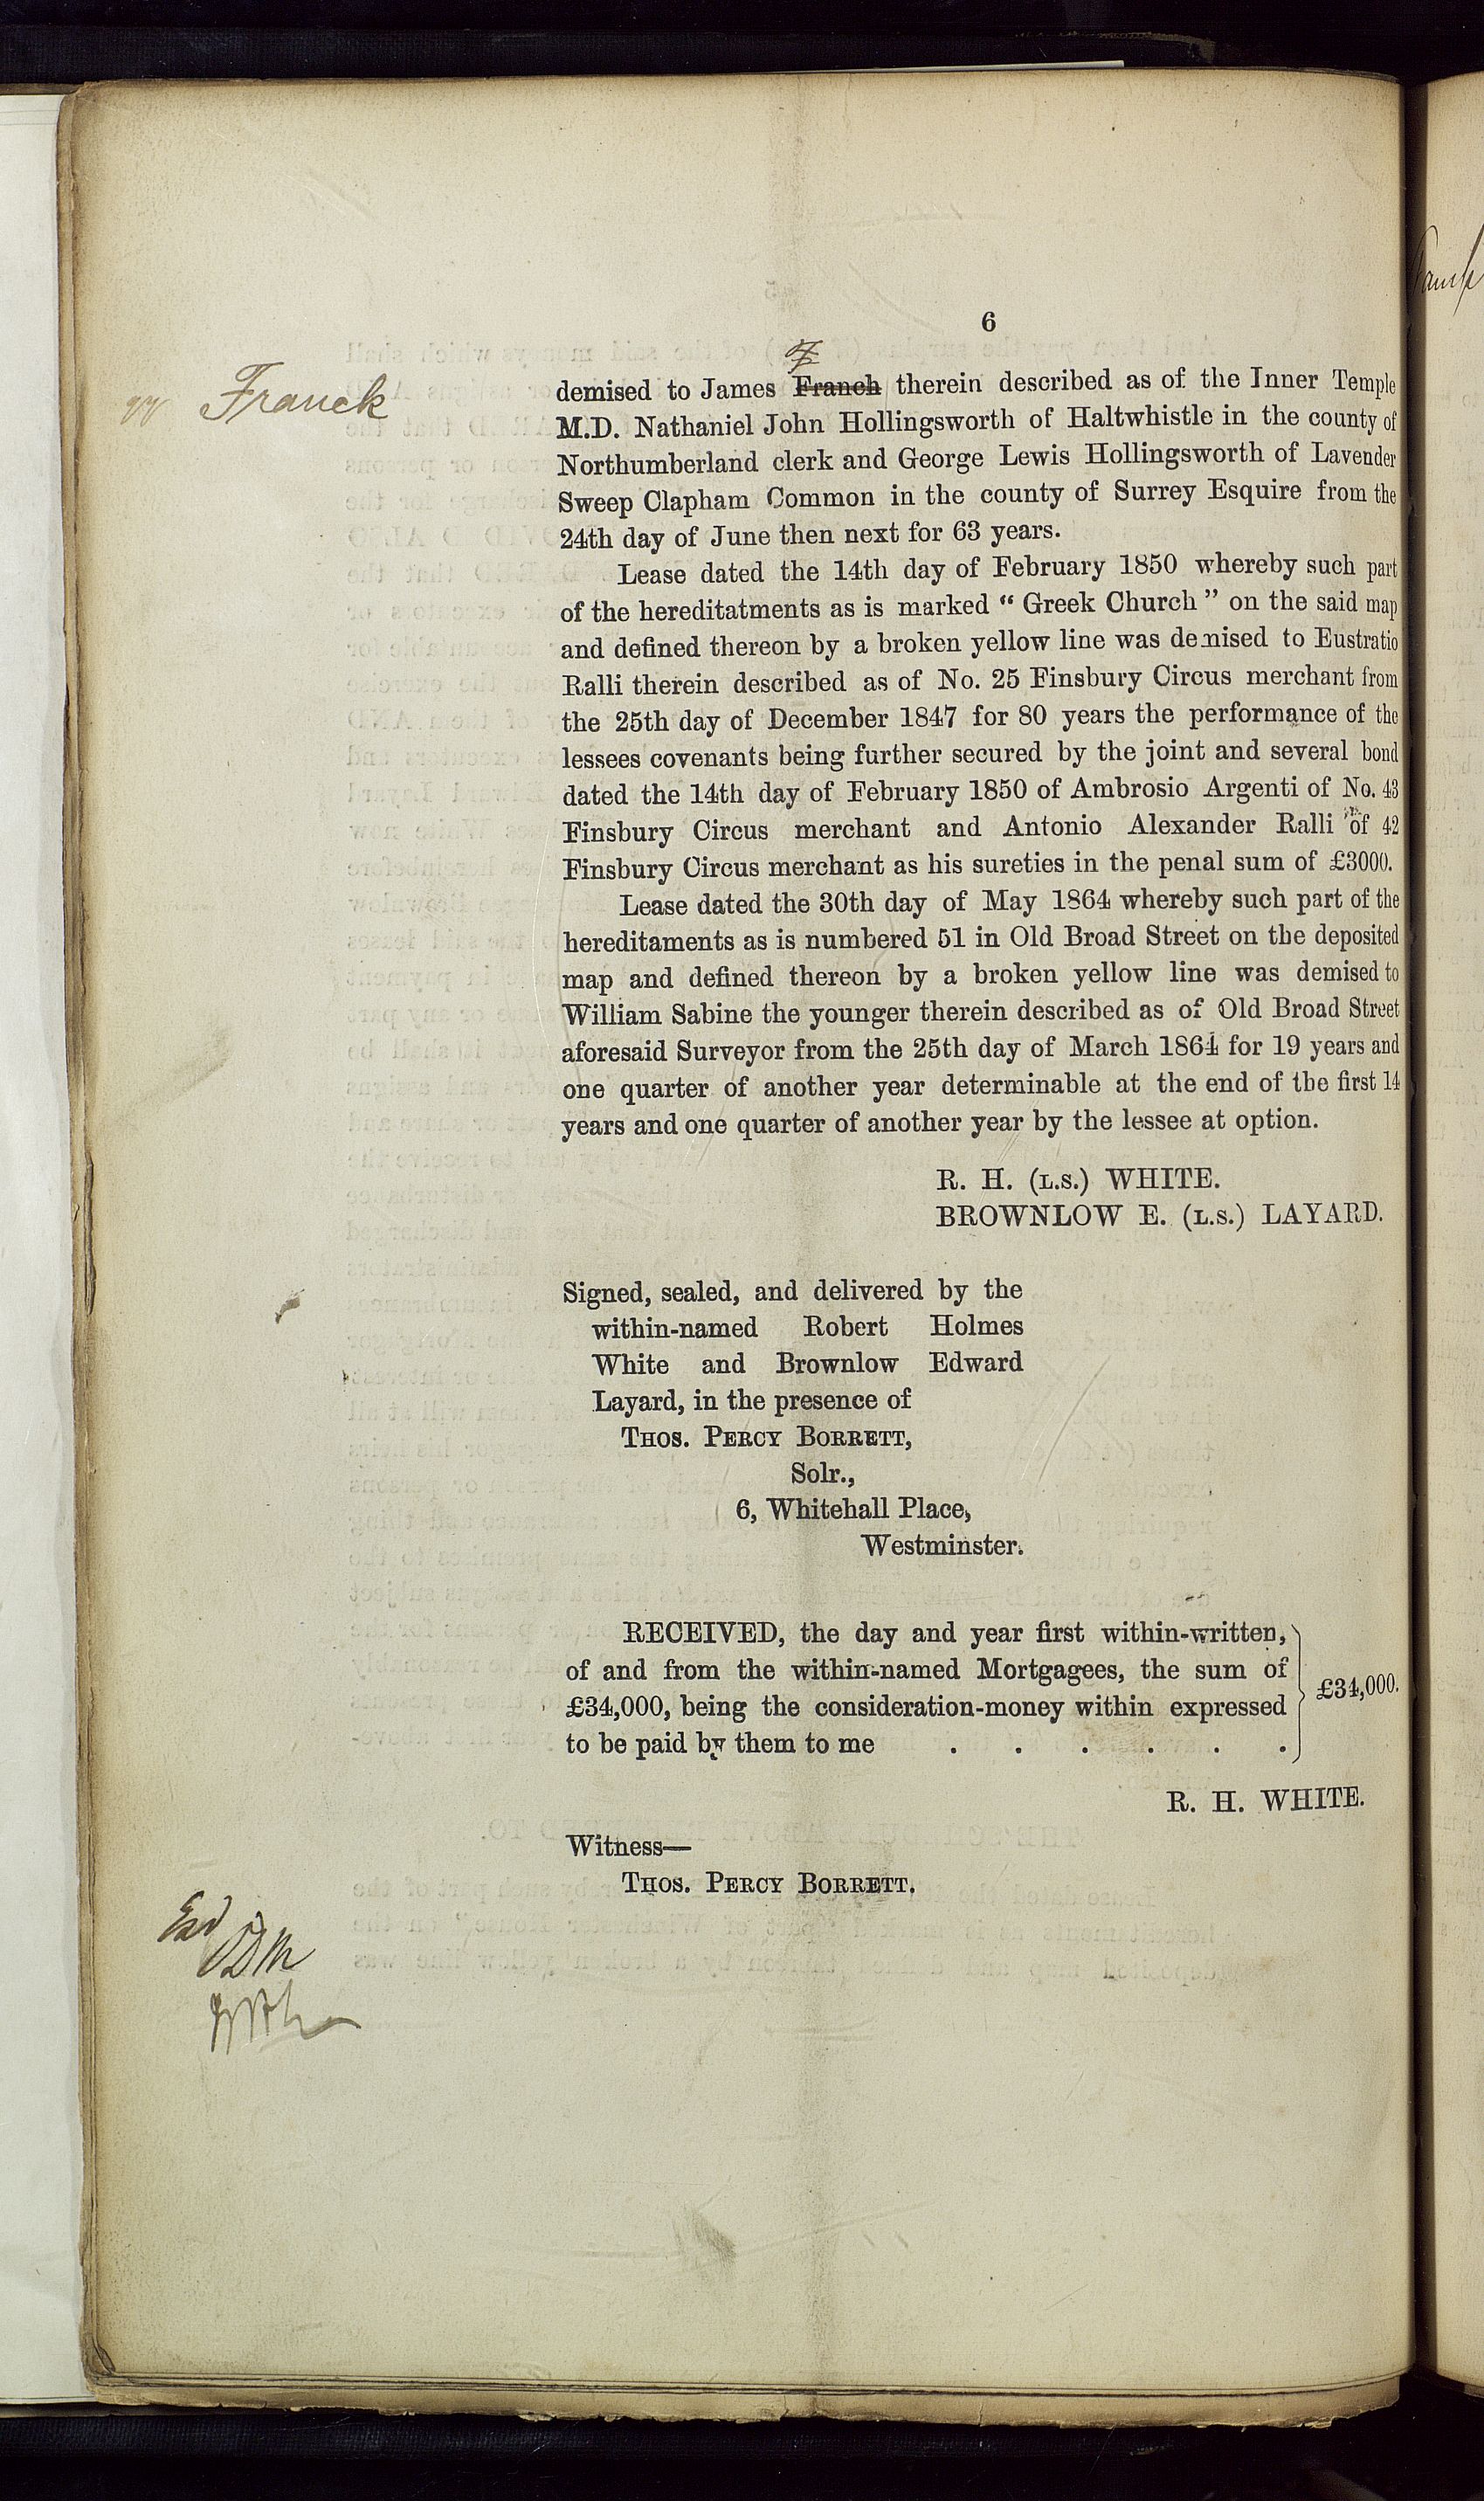 6
Franck
demised to James Franch therein described as of the Inner Temple
M.D. Nathaniel John Hollingsworth of Haltwhistle in the county of
Northumberland clerk and George Lewis Hollingsworth of Lavender
Sweep Clapham Common in the county of Surrey Esquire from the
24th day of June then next for 63 years.
Lease dated the 14th day of February 1850 whereby such part
of the hereditatments as is marked “ Greek Church ” on the said map
and defined thereon by a broken yellow line was demised to Eustratio
Ralli therein described as of No. 25 Finsbury Circus merchant from
the 25th day of December 1847 for 80 years the performance of the
lessees covenants being further secured by the joint and several bond
dated the 14th day of February 1850 of Ambrosio Argenti of No. 43
Finsbury Circus merchant and Antonio Alexander Ralli of 42
Finsbury Circus merchant as his sureties in the penal sum of £3000.
Lease dated the 30th day of May 1864 whereby such part of the
hereditaments as is numbered 51 in Old Broad Street on the deposited
map and defined thereon by a broken yellow line was demised to
William Sabine the younger therein described as of Old Broad Street
aforesaid Surveyor from the 25th day of March 1864 for 19 years and
one quarter of another year determinable at the end of the first 14
years and one quarter of another year by the lessee at option.
R. H. (L.S.) WHITE.
BROWNLOW E. (L.S.) LAYARD.
Signed, sealed, and delivered by the
within-named Robert Holmes
White and Brownlow Edward
Layard, in the presence of
THOS. PERCY BORRETT,
Solr.,
6, Whitehall Place,
Westminster.
RECEIVED, the day and year first within-written,
of and from the within-named Mortgagees, the sum of
£34,000, being the consideration-money within expressed
to be paid by them to me . . . . . .
£34,000.
R. H. WHITE.
Witness—
THOS. PERCY BORRETT.